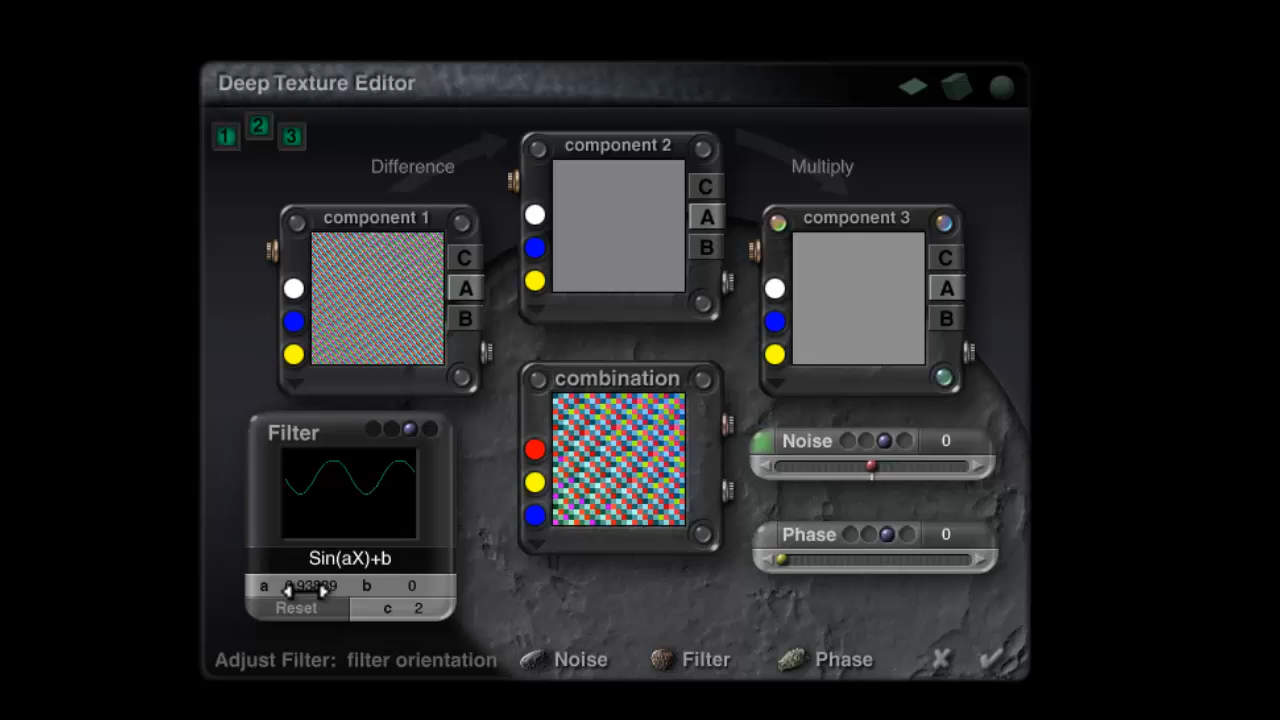 Deep Texture Editor
1 2 3
Difference
component 2
Multiply
C
A
B
component 1
C
A
B
component 3
C
A
B
combination
Filter
Sin(aX)+b
a b 0
Reset c 2
Noise 0
Phase 0
Adjust Filter: filter orientation
Noise Filter Phase